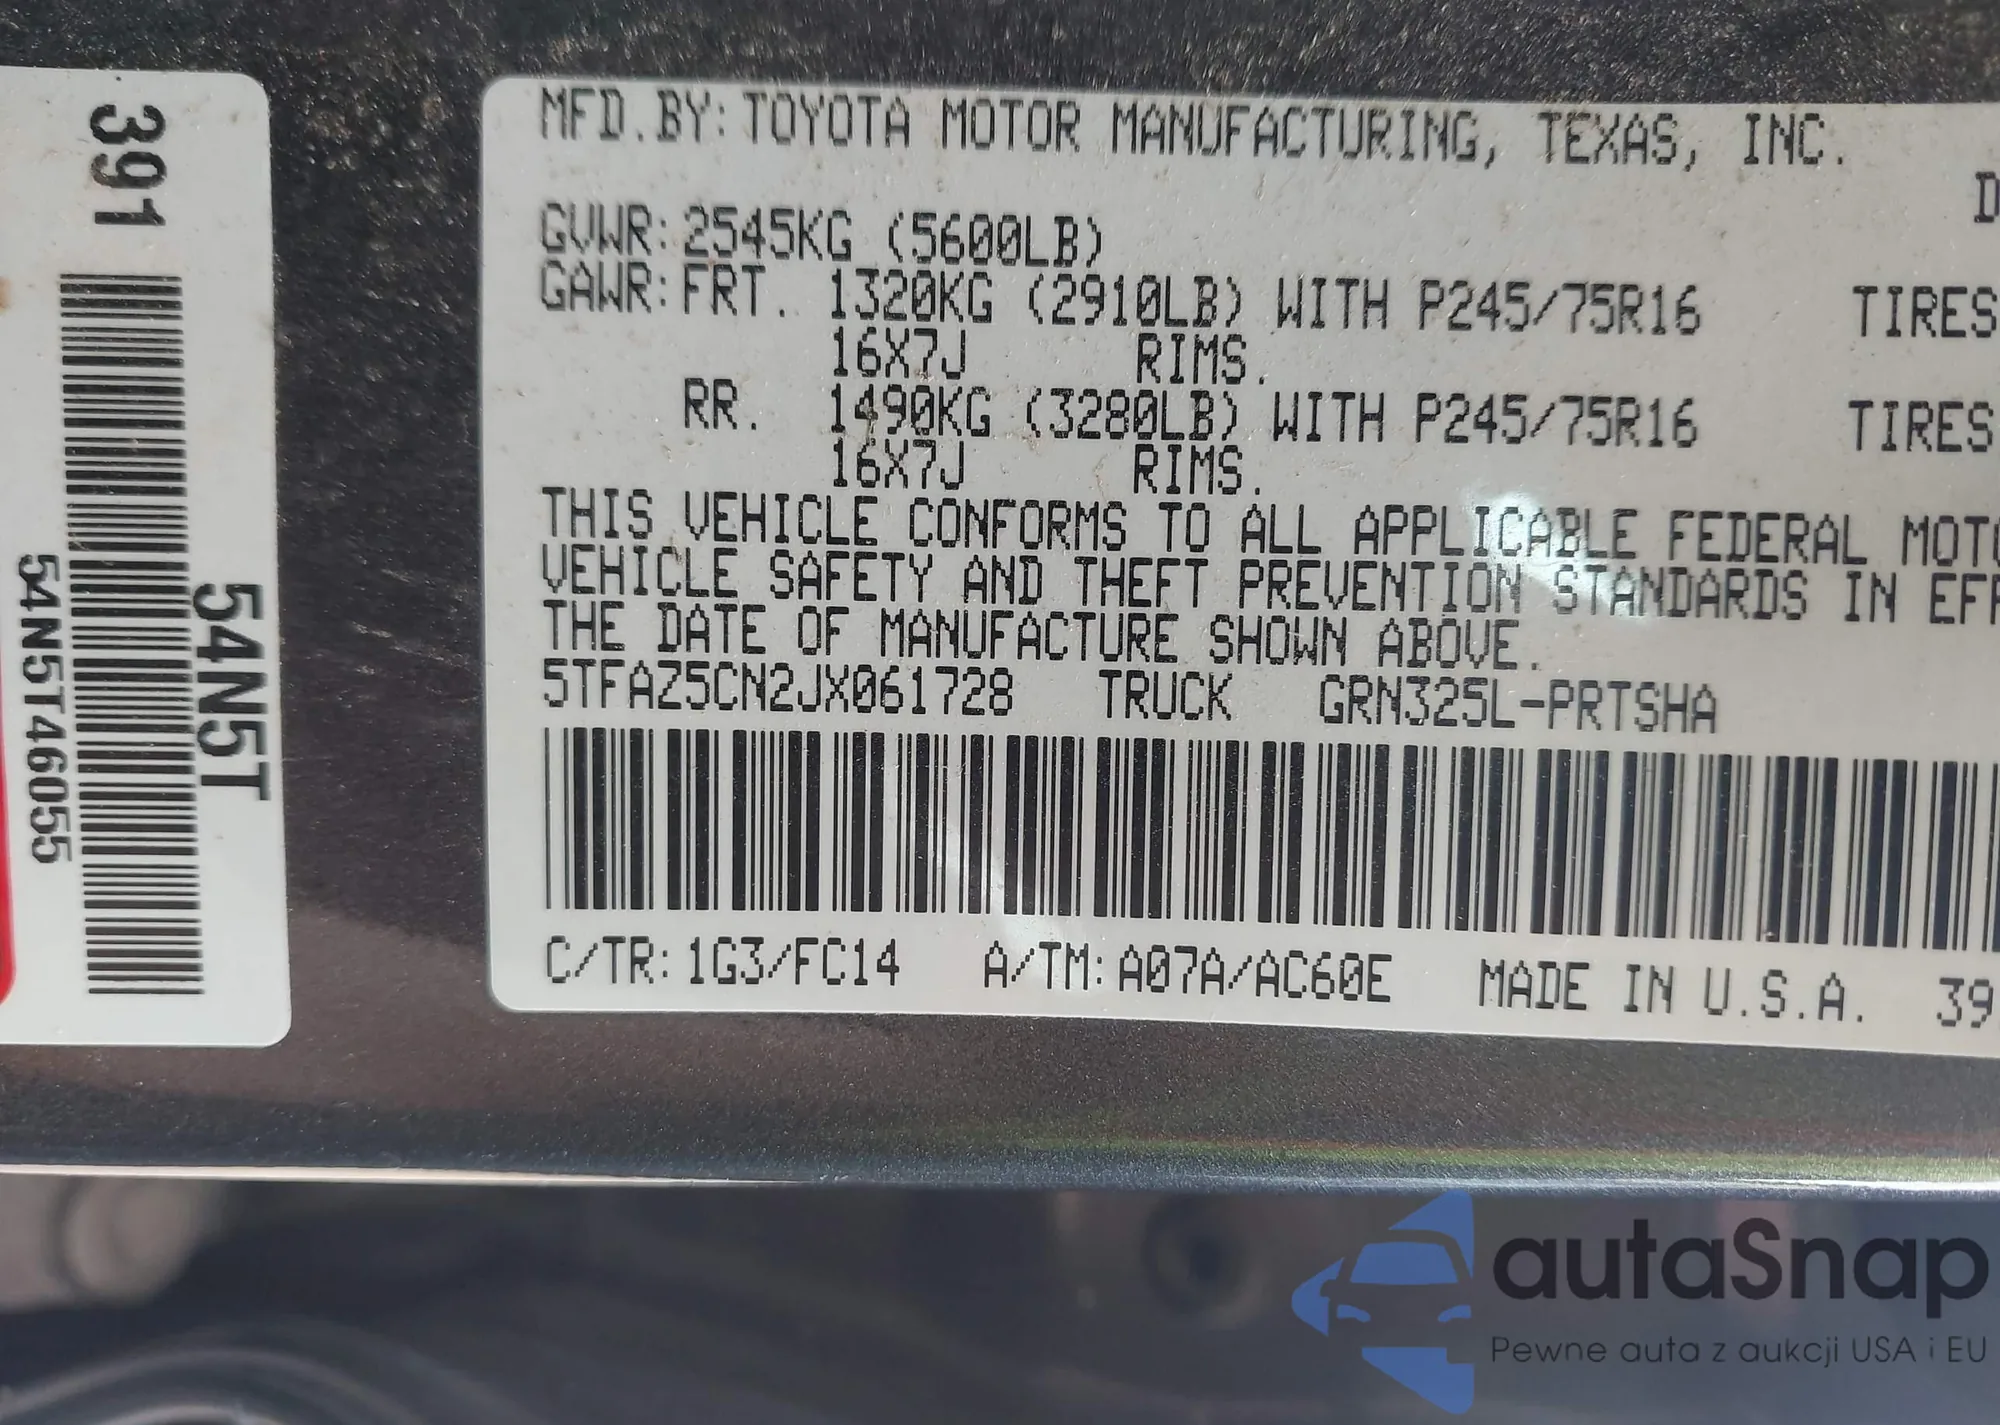 391
54N5T
54N5T46055
MFD.BY:TOYOTA MOTOR MANUFACTURING, TEXAS, INC.
D
GVWR:2545KG (5600LB)
GAWR:FRT. 1320KG (2910LB) WITH P245/75R16 TIRES
16X7J RIMS.
RR. 1490KG (3280LB) WITH P245/75R16 TIRES
16X7J RIMS.
THIS VEHICLE CONFORMS TO ALL APPLICABLE FEDERAL MOTO
VEHICLE SAFETY AND THEFT PREVENTION STANDARDS IN EFF
THE DATE OF MANUFACTURE SHOWN ABOVE.
5TFAZ5CN2JX061728 TRUCK GRN325L-PRTSHA
C/TR:1G3/FC14 A/TM:A07A/AC60E MADE IN U.S.A. 39
autaSnap
Pewne auta z aukcji USA i EU